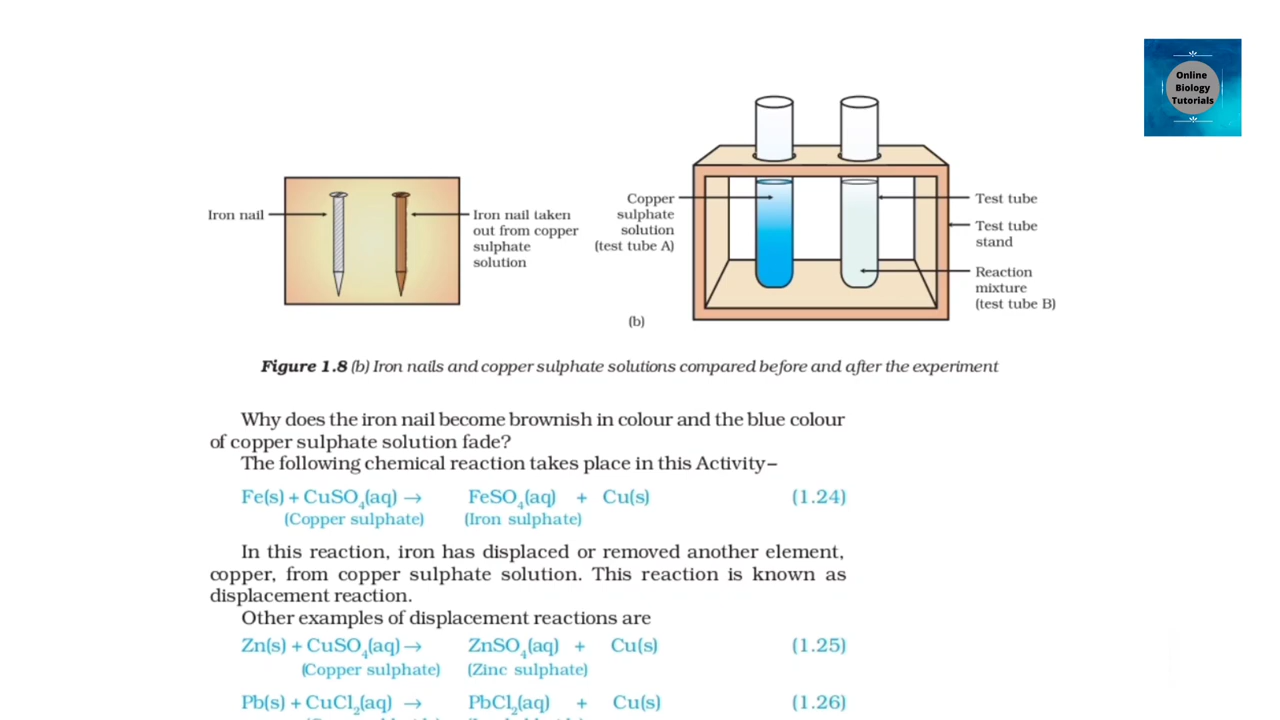 Online
Biology
Tutorials
Iron nail
Iron nail taken
out from copper
sulphate
solution
Copper
sulphate
solution
(test tube A)
Test tube
Test tube
stand
Reaction
mixture
(test tube B)
(b)
Figure 1.8 (b) Iron nails and copper sulphate solutions compared before and after the experiment
Why does the iron nail become brownish in colour and the blue colour
of copper sulphate solution fade?
The following chemical reaction takes place in this Activity–
Fe(s) + CuSO₄(aq) → FeSO₄(aq) + Cu(s) (1.24)
(Copper sulphate) (Iron sulphate)
In this reaction, iron has displaced or removed another element,
copper, from copper sulphate solution. This reaction is known as
displacement reaction.
Other examples of displacement reactions are
Zn(s) + CuSO₄(aq) → ZnSO₄(aq) + Cu(s) (1.25)
(Copper sulphate) (Zinc sulphate)
Pb(s) + CuCl₂(aq) → PbCl₂(aq) + Cu(s) (1.26)